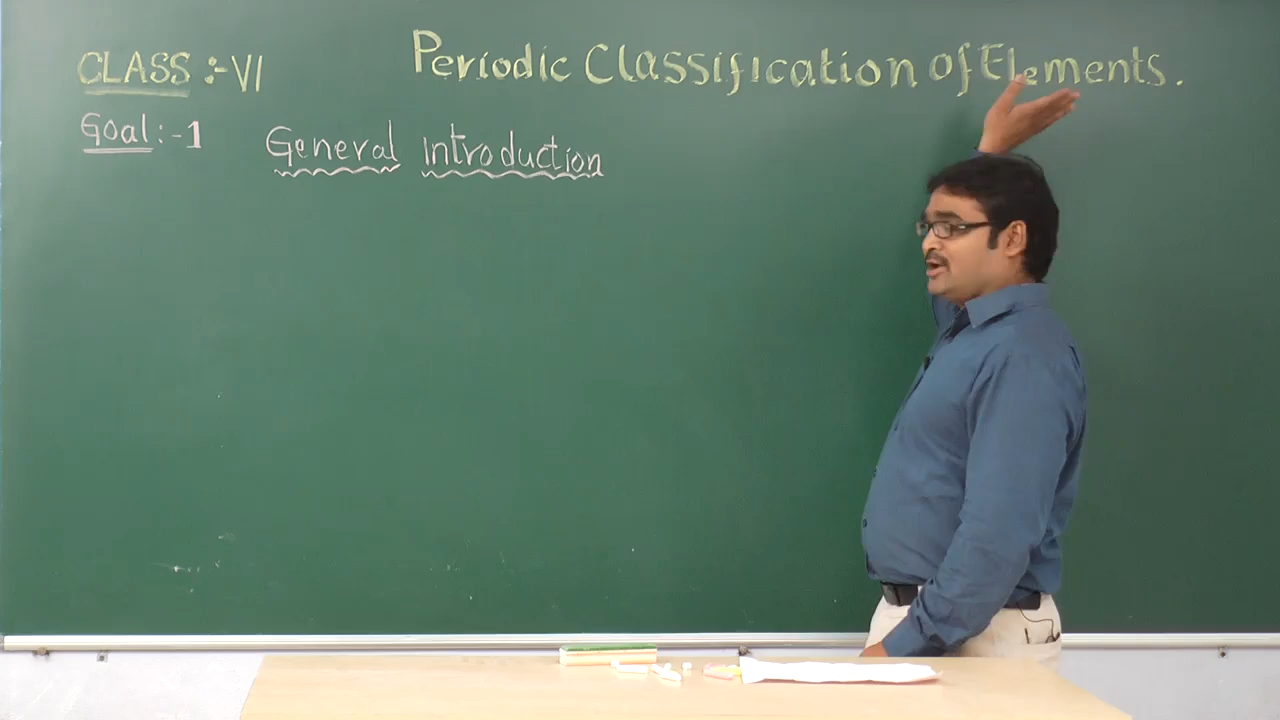 CLASS :- VI
Periodic Classification of Elements.
Goal :- 1
General Introduction